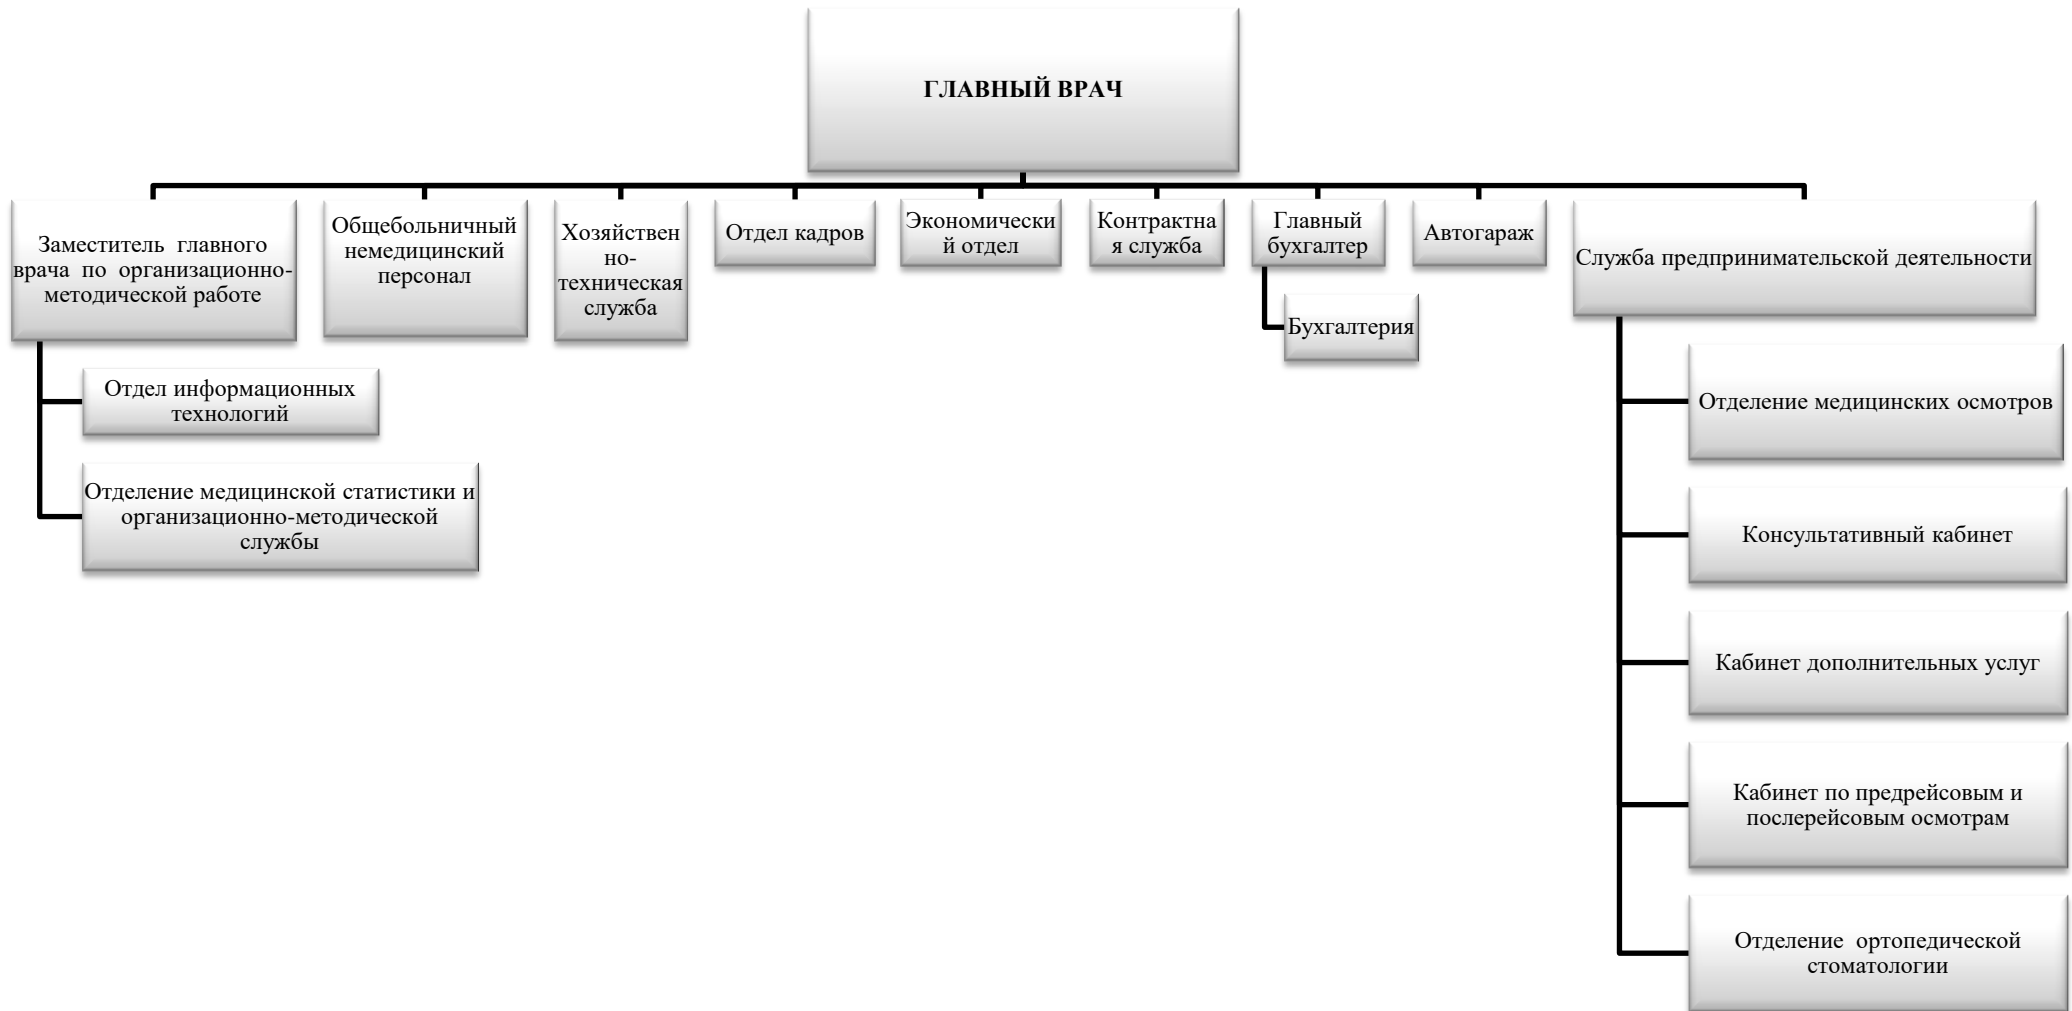 ГЛАВНЫЙ ВРАЧ
Заместитель главного
врача по организационно-
методической работе
Общебольничный
немедицинский
персонал
Хозяйствен
но-
техническая
служба
Отдел кадров
Экономически
й отдел
Контрактна
я служба
Главный
бухгалтер
Автогараж
Служба предпринимательской деятельности
Бухгалтерия
Отдел информационных
технологий
Отделение медицинской статистики и
организационно-методической
службы
Отделение медицинских осмотров
Консультативный кабинет
Кабинет дополнительных услуг
Кабинет по предрейсовым и
послерейсовым осмотрам
Отделение ортопедической
стоматологии